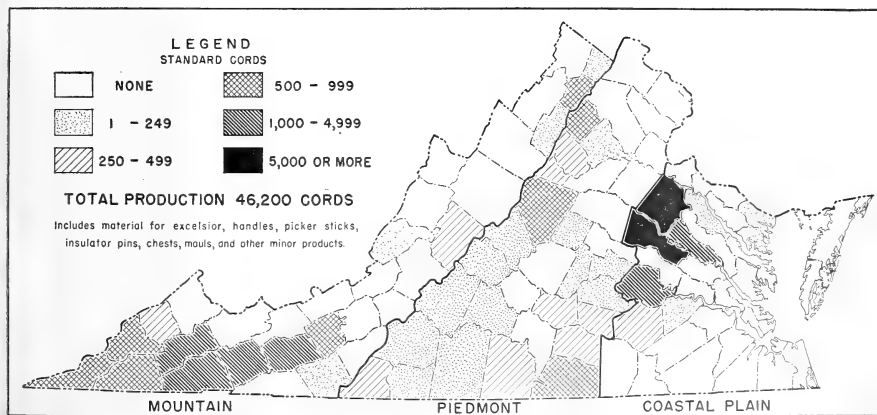 LEGEND
STANDARD CORDS
NONE
500 - 999
1 - 249
1,000 - 4,999
250 - 499
5,000 OR MORE
TOTAL PRODUCTION 46,200 CORDS
Includes material for excelsior, handles, picker sticks,
insulator pins, chests, mauls, and other minor products.
MOUNTAIN
PIEDMONT
COASTAL PLAIN